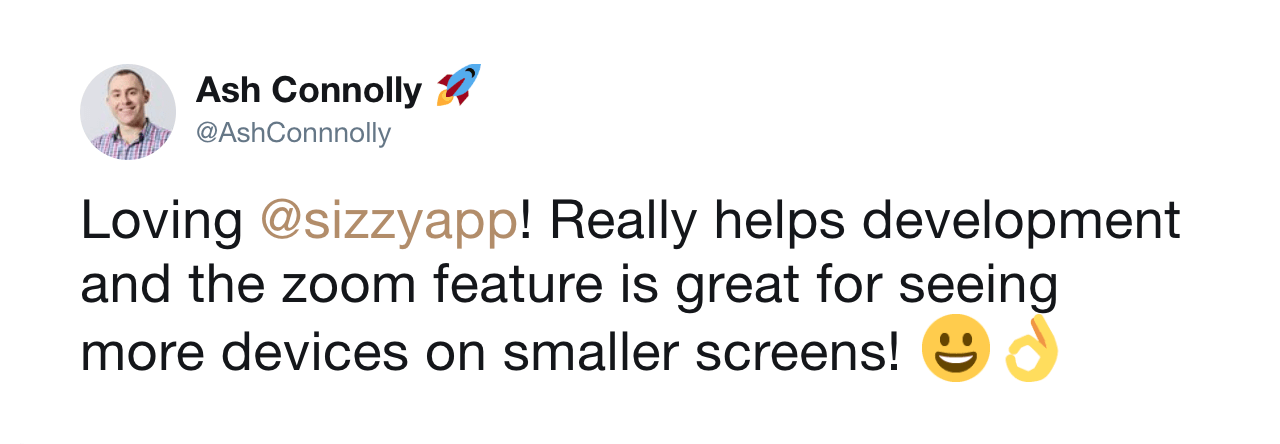 Ash Connolly 🚀
@AshConnnolly
Loving @sizzyapp! Really helps development
and the zoom feature is great for seeing
more devices on smaller screens! 😀👌